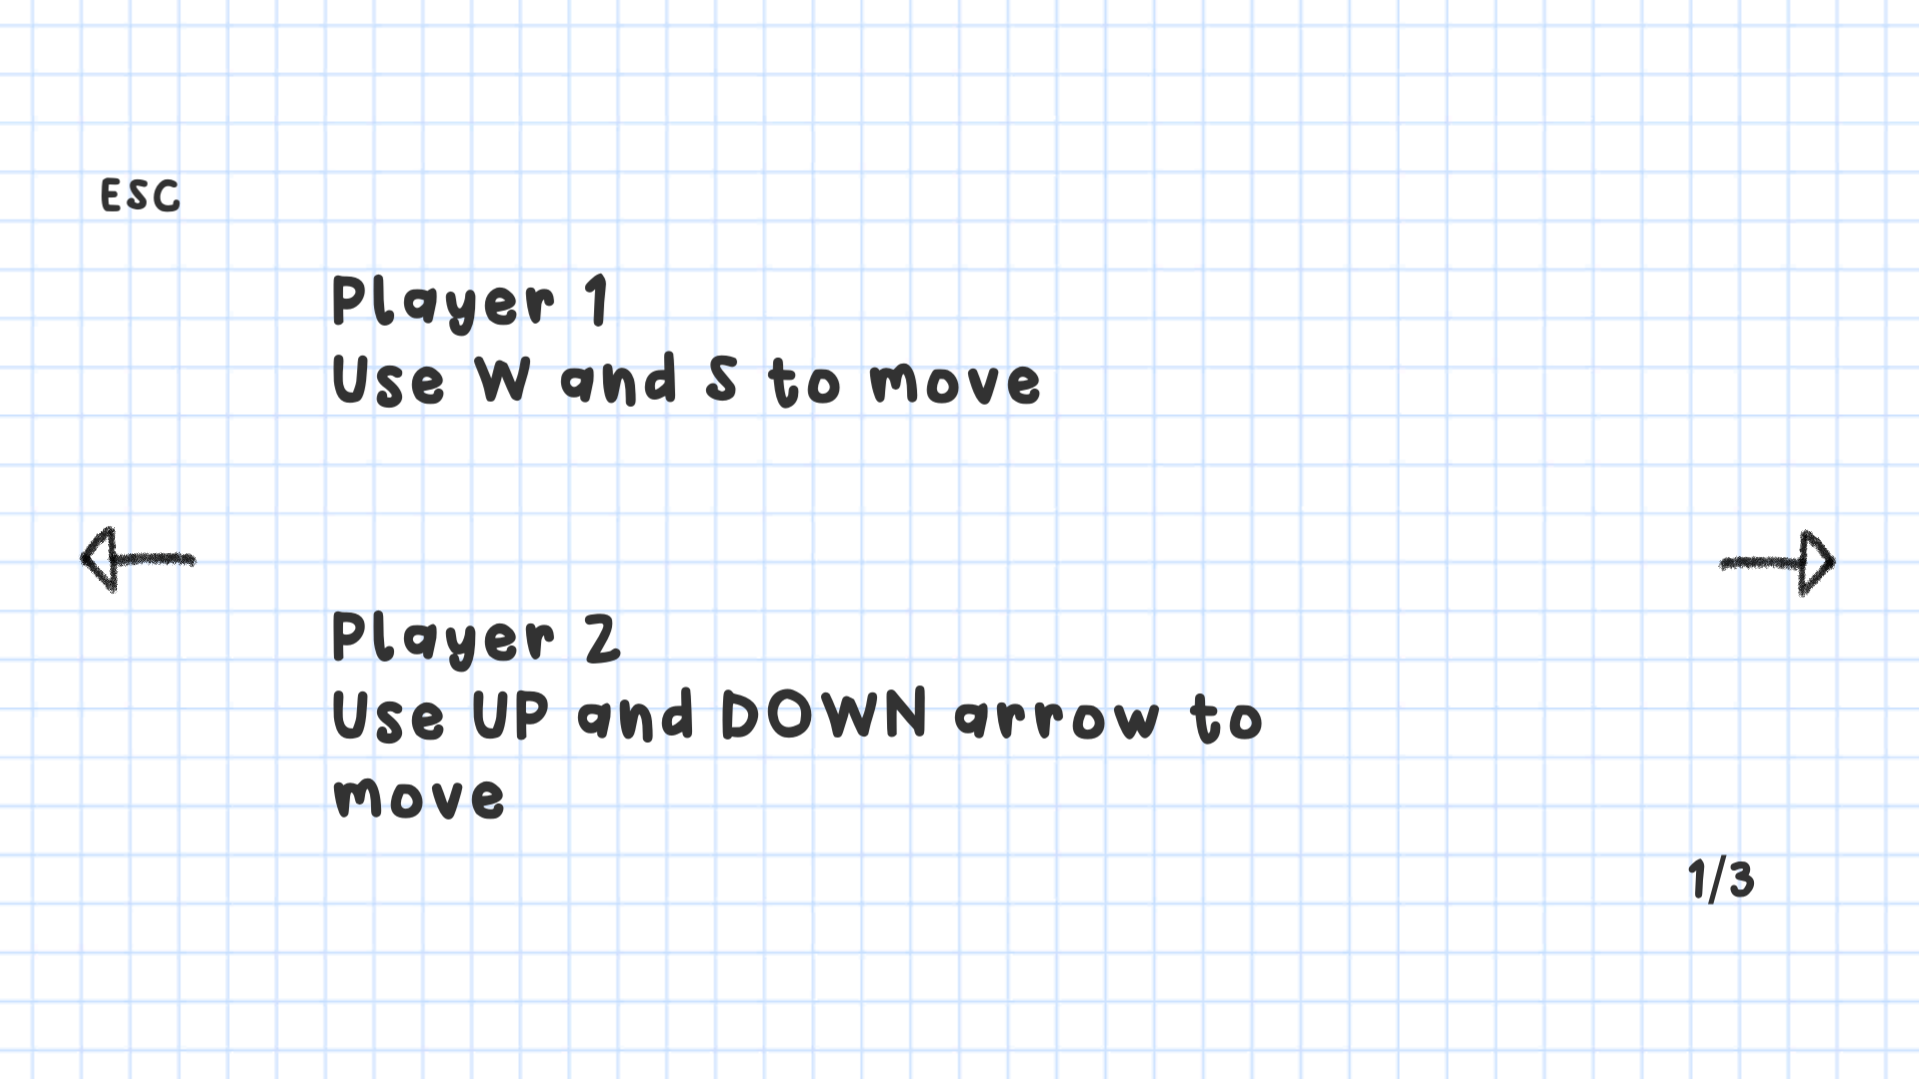 ESC
Player 1
Use W and S to move
Player 2
Use UP and DOWN arrow to
move
1/3